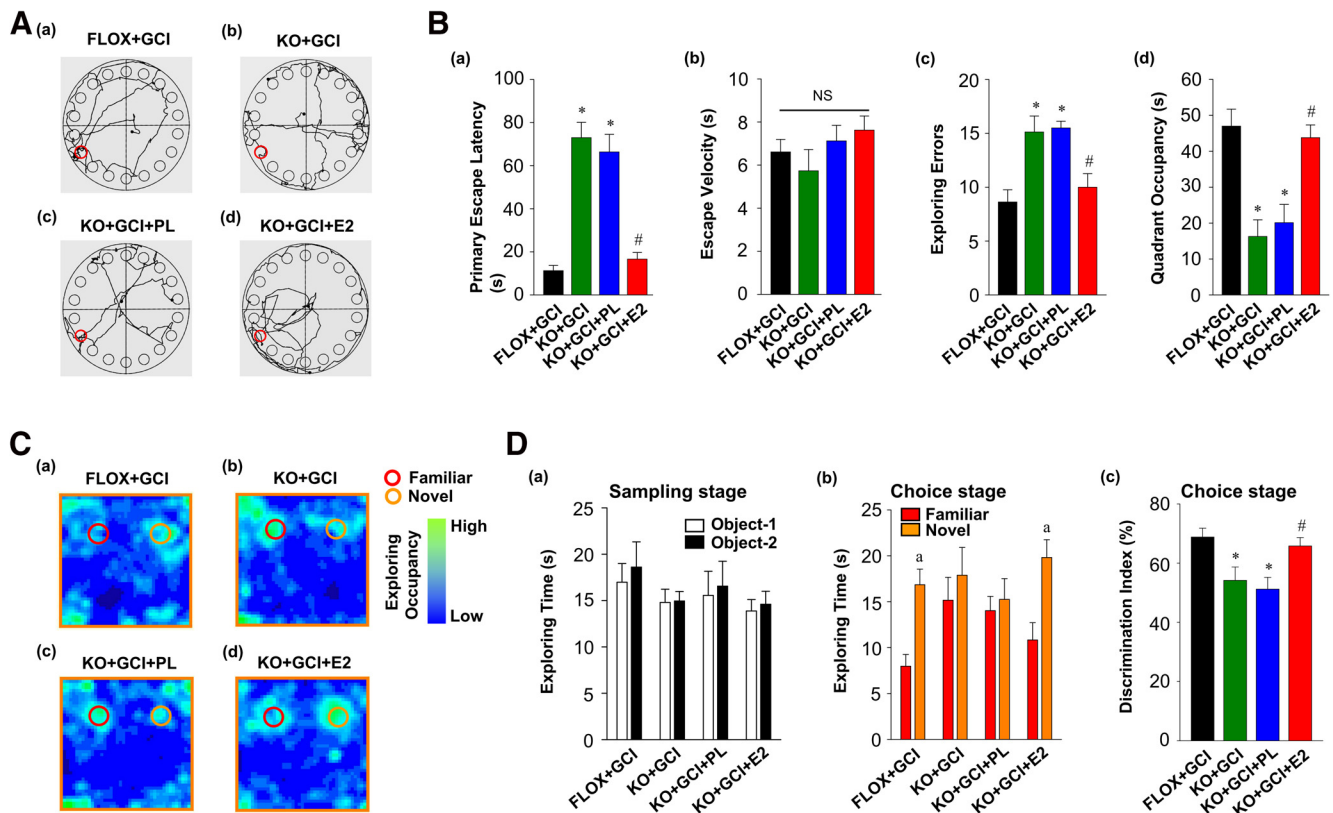 A
(a)
FLOX+GCI
(b)
KO+GCI
(c)
KO+GCI+PL
(d)
KO+GCI+E2
B
(a)
Primary Escape Latency
(s)
100
80
60
40
20
0
*
*
#
FLOX+GCI
KO+GCI
KO+GCI+PL
KO+GCI+E2
(b)
Escape Velocity (s)
8
6
4
2
0
NS
FLOX+GCI
KO+GCI
KO+GCI+PL
KO+GCI+E2
(c)
Exploring Errors
20
15
10
5
0
*
*
#
FLOX+GCI
KO+GCI
KO+GCI+PL
KO+GCI+E2
(d)
Quadrant Occupancy (s)
60
50
40
30
20
10
0
*
*
#
FLOX+GCI
KO+GCI
KO+GCI+PL
KO+GCI+E2
C
(a)
FLOX+GCI
(b)
KO+GCI
Familiar
Novel
Exploring
Occupancy
High
Low
(c)
KO+GCI+PL
(d)
KO+GCI+E2
D
(a)
Sampling stage
Object-1
Object-2
Exploring Time (s)
25
20
15
10
5
0
FLOX+GCI
KO+GCI
KO+GCI+PL
KO+GCI+E2
(b)
Choice stage
Familiar
Novel
Exploring Time (s)
25
20
15
10
5
0
a
a
FLOX+GCI
KO+GCI
KO+GCI+PL
KO+GCI+E2
(c)
Choice stage
Discrimination Index (%)
80
60
40
20
0
*
*
#
FLOX+GCI
KO+GCI
KO+GCI+PL
KO+GCI+E2